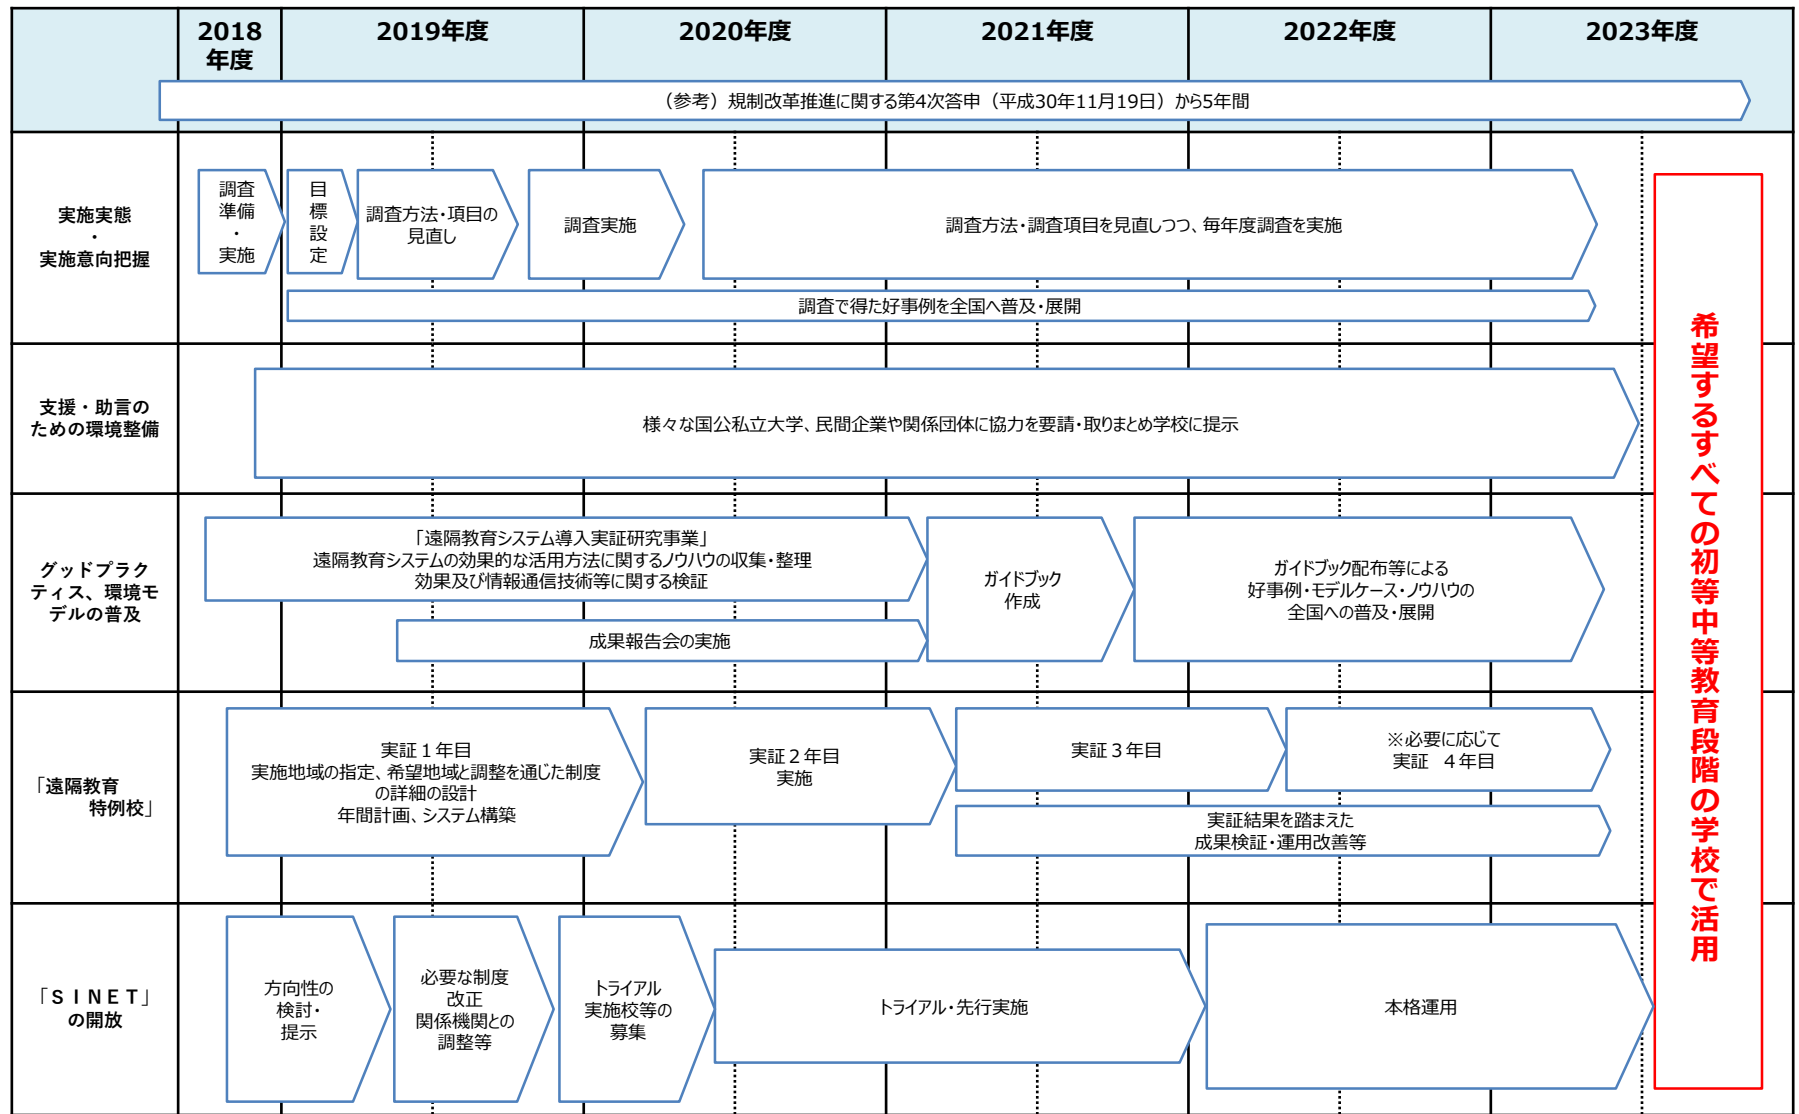 2018
年度
2019年度
2020年度
2021年度
2022年度
2023年度
（参考）規制改革推進に関する第4次答申（平成30年11月19日）から5年間
実施実態
・
実施意向把握
調査
準備
・
実施
目
標
設
定
調査方法・項目の
見直し
調査実施
調査方法・調査項目を見直しつつ、毎年度調査を実施
調査で得た好事例を全国へ普及・展開
支援・助言の
ための環境整備
様々な国公私立大学、民間企業や関係団体に協力を要請・取りまとめ学校に提示
グッドプラク
ティス、環境モ
デルの普及
「遠隔教育システム導入実証研究事業」
遠隔教育システムの効果的な活用方法に関するノウハウの収集・整理
効果及び情報通信技術等に関する検証
成果報告会の実施
ガイドブック
作成
ガイドブック配布等による
好事例・モデルケース・ノウハウの
全国への普及・展開
「遠隔教育
特例校」
実証１年目
実施地域の指定、希望地域と調整を通じた制度
の詳細の設計
年間計画、システム構築
実証２年目
実施
実証３年目
※必要に応じて
実証　４年目
実証結果を踏まえた
成果検証・運用改善等
「ＳＩＮＥＴ」
の開放
方向性の
検討・
提示
必要な制度
改正
関係機関との
調整等
トライアル
実施校等の
募集
トライアル・先行実施
本格運用
希望するすべての初等中等教育段階の学校で活用